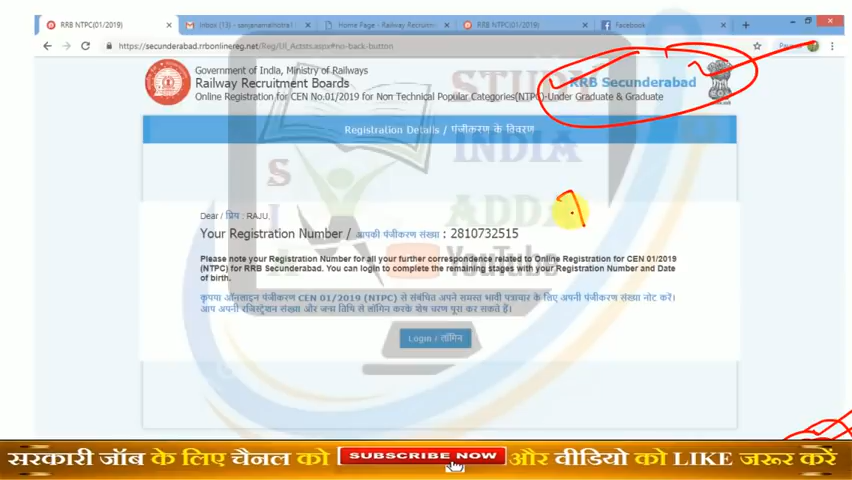 RRB NTPC(01/2019)
Inbox (13) - sanjanamalhotra1
Home Page - Railway Recruitm
RRB NTPC(01/2019)
Facebook
https://secunderabad.rrbonlinereg.net/Reg/UI_Actsts.aspx#no-back-button
Government of India, Ministry of Railways
Railway Recruitment Boards
RRB Secunderabad
Online Registration for CEN No.01/2019 for Non Technical Popular Categories(NTPC)-Under Graduate & Graduate
Registration Details / पंजीकरण के विवरण
STUDY
INDIA
ADDA
S
I
YouTube
Dear / प्रिय : RAJU,
Your Registration Number / आपकी पंजीकरण संख्या : 2810732515
Please note your Registration Number for all your further correspondence related to Online Registration for CEN 01/2019
(NTPC) for RRB Secunderabad. You can login to complete the remaining stages with your Registration Number and Date
of birth.
कृपया ऑनलाइन पंजीकरण CEN 01/2019 (NTPC) से संबंधित अपने समस्त भावी पत्राचार के लिए अपनी पंजीकरण संख्या नोट करें।
आप अपनी रजिस्ट्रेशन संख्या और जन्म तिथि से लॉगिन करके शेष चरण पूरा कर सकते हैं।
Login / लॉगिन
सरकारी जॉब के लिए चैनल को SUBSCRIBE NOW और वीडियो को LIKE जरूर करें